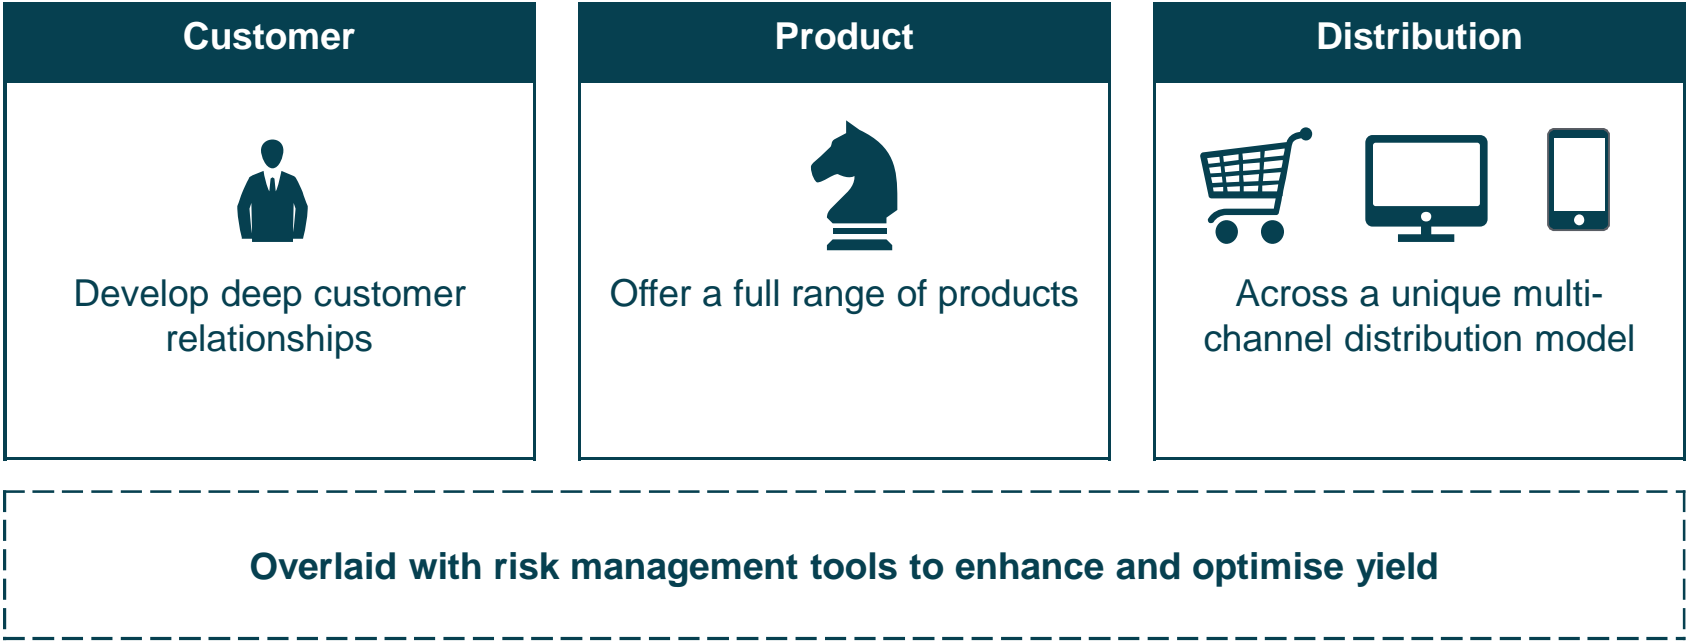 Customer
Develop deep customer
relationships
Product
Offer a full range of products
Distribution
Across a unique multi-
channel distribution model
Overlaid with risk management tools to enhance and optimise yield